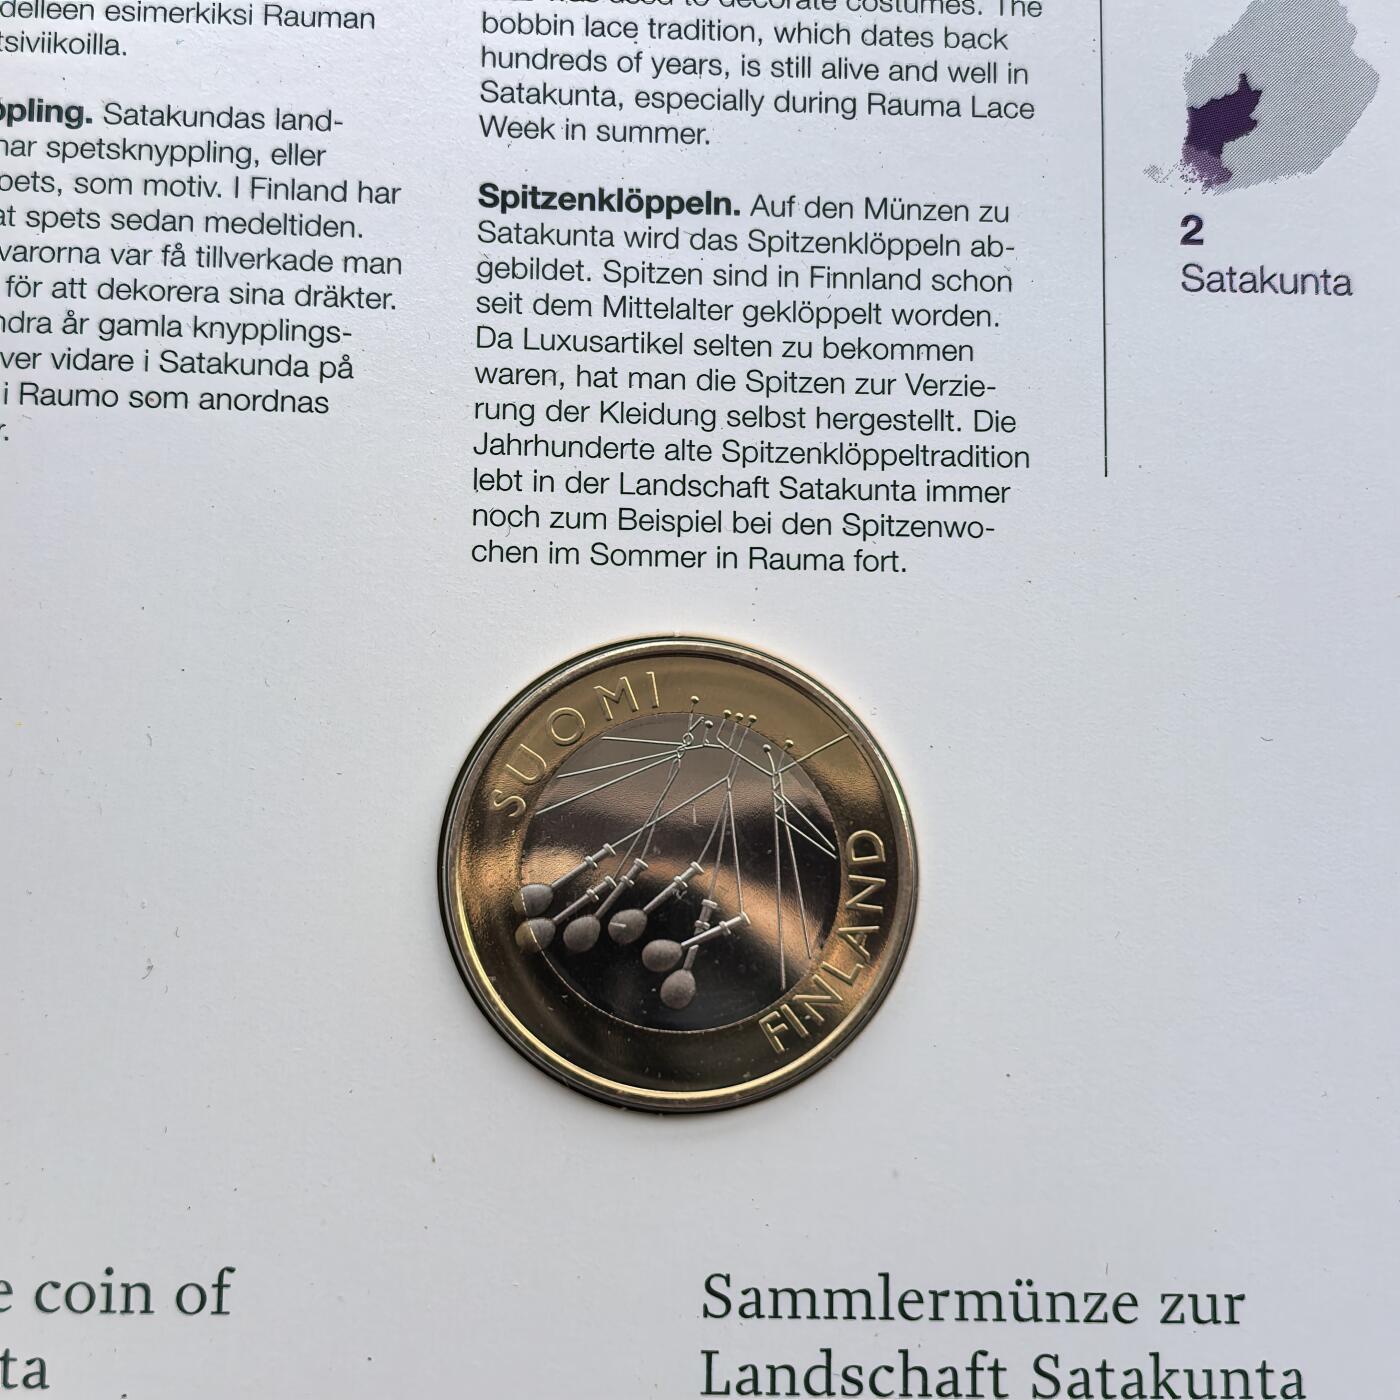 delleen esimerkiksi Rauman
tsiviikoilla.
pling. Satakundas land-
har spetsknyppling, eller
pets, som motiv. I Finland har
at spets sedan medeltiden.
varorna var få tillverkade man
för att dekorera sina dräkter.
ndra år gamla knypplings-
ver vidare i Satakunda på
i Raumo som anordnas
r.
was used to decorate costumes. The
bobbin lace tradition, which dates back
hundreds of years, is still alive and well in
Satakunta, especially during Rauma Lace
Week in summer.
Spitzenklöppeln. Auf den Münzen zu
Satakunta wird das Spitzenklöppeln ab-
gebildet. Spitzen sind in Finnland schon
seit dem Mittelalter geklöppelt worden.
Da Luxusartikel selten zu bekommen
waren, hat man die Spitzen zur Verzie-
rung der Kleidung selbst hergestellt. Die
Jahrhunderte alte Spitzenklöppeltradition
lebt in der Landschaft Satakunta immer
noch zum Beispiel bei den Spitzenwo-
chen im Sommer in Rauma fort.
2
Satakunta
SUOMI
FINLAND
e coin of
ta
Sammlermünze zur
Landschaft Satakunta